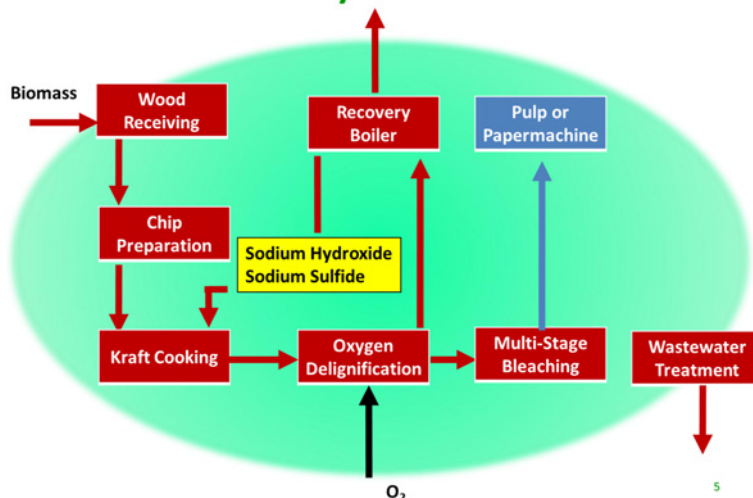 Biomass
Wood
Receiving
Recovery
Boiler
Pulp or
Papermachine
Chip
Preparation
Sodium Hydroxide
Sodium Sulfide
Kraft Cooking
Oxygen
Delignification
Multi-Stage
Bleaching
Wastewater
Treatment
O₂
5